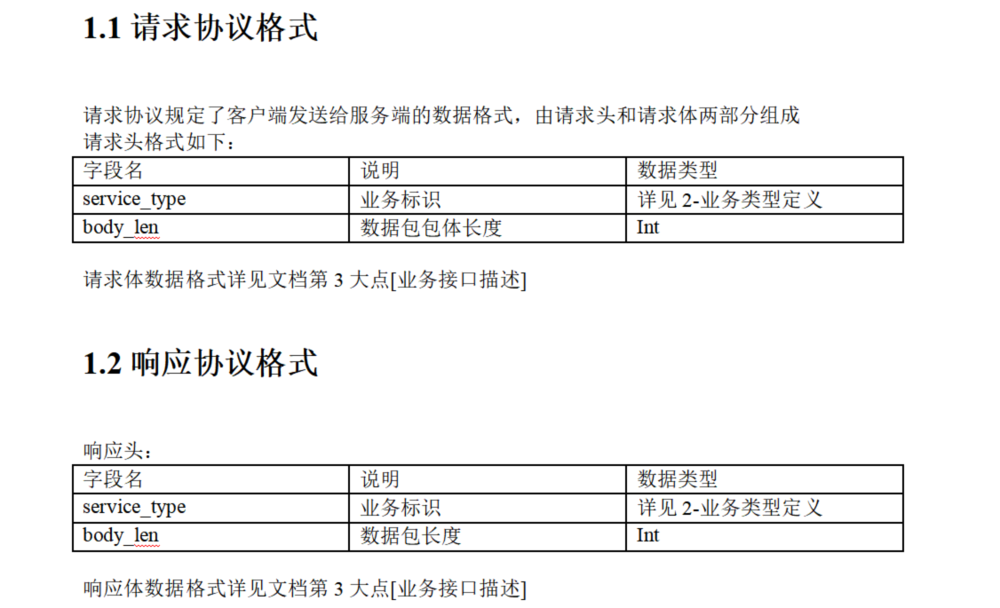 1.1 请求协议格式
请求协议规定了客户端发送给服务端的数据格式，由请求头和请求体两部分组成
请求头格式如下：
字段名 说明 数据类型
service_type 业务标识 详见 2-业务类型定义
body_len 数据包包体长度 Int
请求体数据格式详见文档第 3 大点[业务接口描述]
1.2 响应协议格式
响应头：
字段名 说明 数据类型
service_type 业务标识 详见 2-业务类型定义
body_len 数据包长度 Int
响应体数据格式详见文档第 3 大点[业务接口描述]